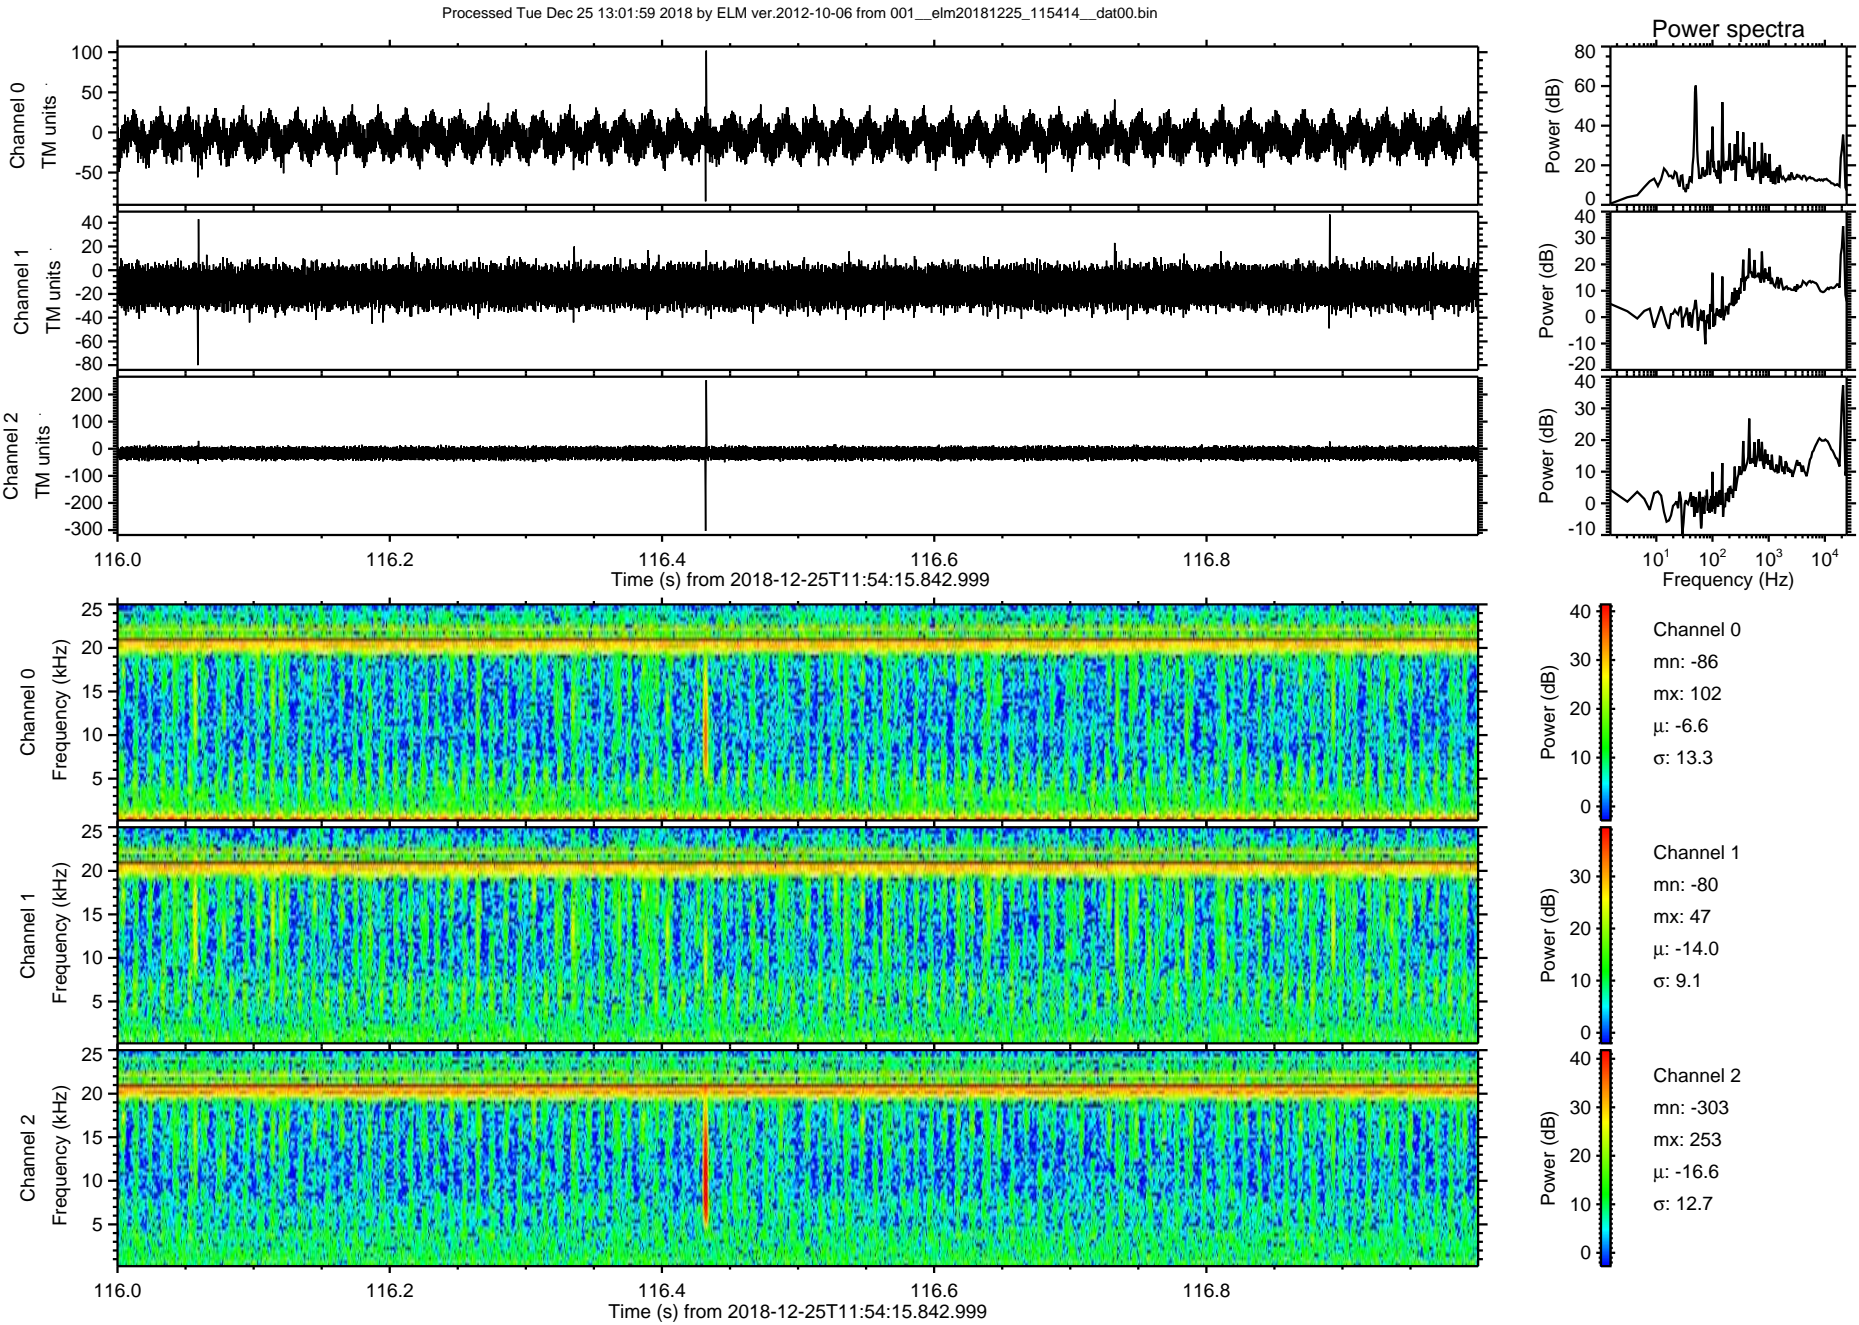 Processed Tue Dec 25 13:01:59 2018 by ELM ver.2012-10-06 from 001__elm20181225_115414__dat00.bin
Power spectra
Channel 0
TM units
100
50
0
-50
Power (dB)
80
60
40
20
0
Channel 1
TM units
40
20
0
-20
-40
-60
-80
Power (dB)
40
30
20
10
0
-10
-20
Channel 2
TM units
200
100
0
-100
-200
-300
Power (dB)
40
30
20
10
0
-10
116.0 116.2 116.4 116.6 116.8
Time (s) from 2018-12-25T11:54:15.842.999
10¹ 10² 10³ 10⁴
Frequency (Hz)
Channel 0
Frequency (kHz)
25
20
15
10
5
Power (dB)
40
30
20
10
0
Channel 0
mn: -86
mx: 102
μ: -6.6
σ: 13.3
Channel 1
Frequency (kHz)
25
20
15
10
5
Power (dB)
30
20
10
0
Channel 1
mn: -80
mx: 47
μ: -14.0
σ: 9.1
Channel 2
Frequency (kHz)
25
20
15
10
5
Power (dB)
40
30
20
10
0
Channel 2
mn: -303
mx: 253
μ: -16.6
σ: 12.7
116.0 116.2 116.4 116.6 116.8
Time (s) from 2018-12-25T11:54:15.842.999